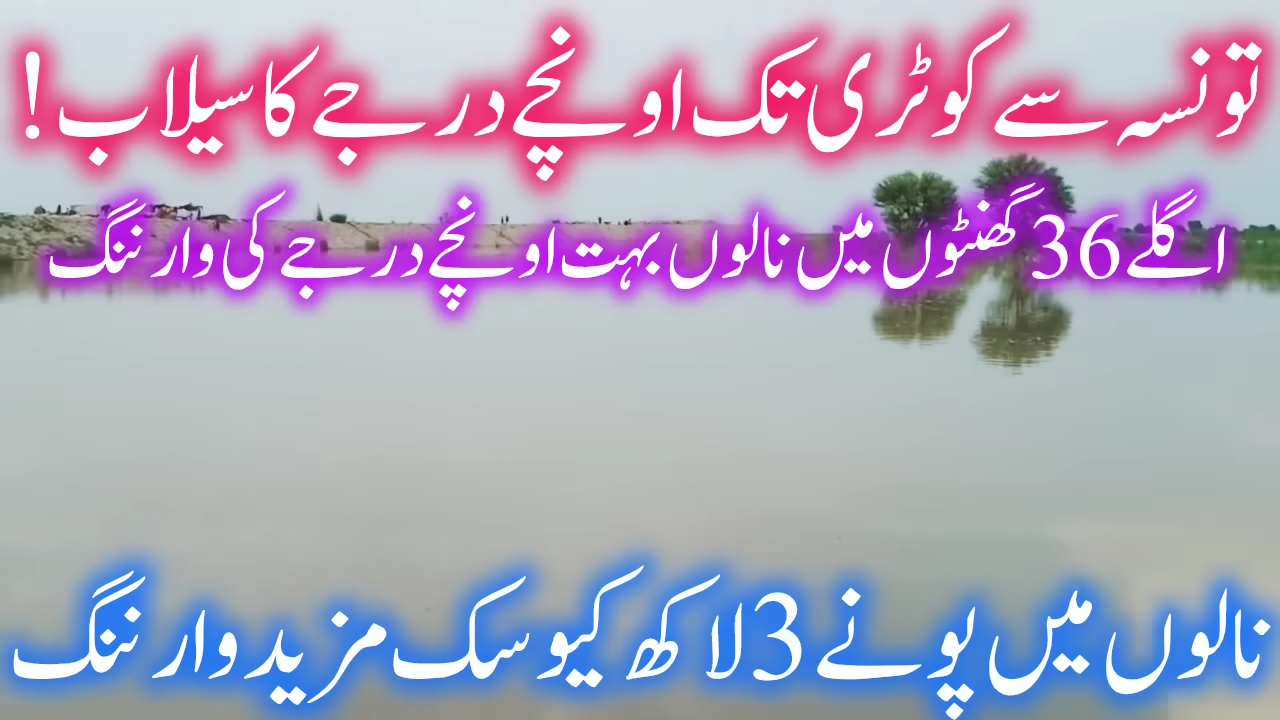 تونسہ سے کوٹری تک اونچے درجے کا سیلاب!
اگلے 36 گھنٹوں میں نالوں بہت اونچے درجے کی وارننگ
نالوں میں پونے 3 لاکھ کیوسک مزید وارننگ